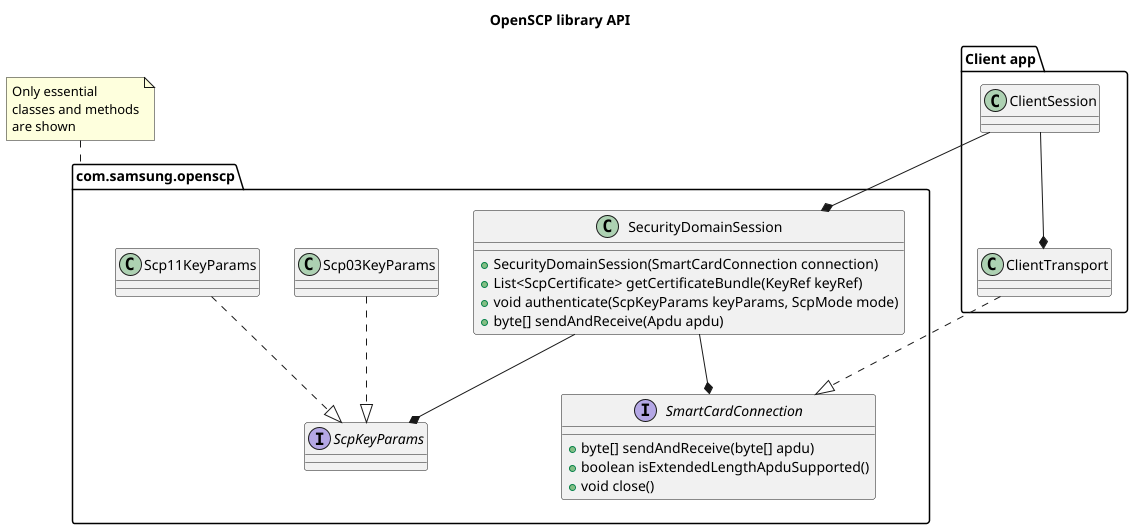 OpenSCP library API
Only essential
classes and methods
are shown
Client app
C ClientSession
com.samsung.openscp
C SecurityDomainSession
SecurityDomainSession(SmartCardConnection connection)
List<ScpCertificate> getCertificateBundle(KeyRef keyRef)
void authenticate(ScpKeyParams keyParams, ScpMode mode)
byte[] sendAndReceive(Apdu apdu)
C Scp11KeyParams
C Scp03KeyParams
C ClientTransport
I ScpKeyParams
I SmartCardConnection
byte[] sendAndReceive(byte[] apdu)
boolean isExtendedLengthApduSupported()
void close()